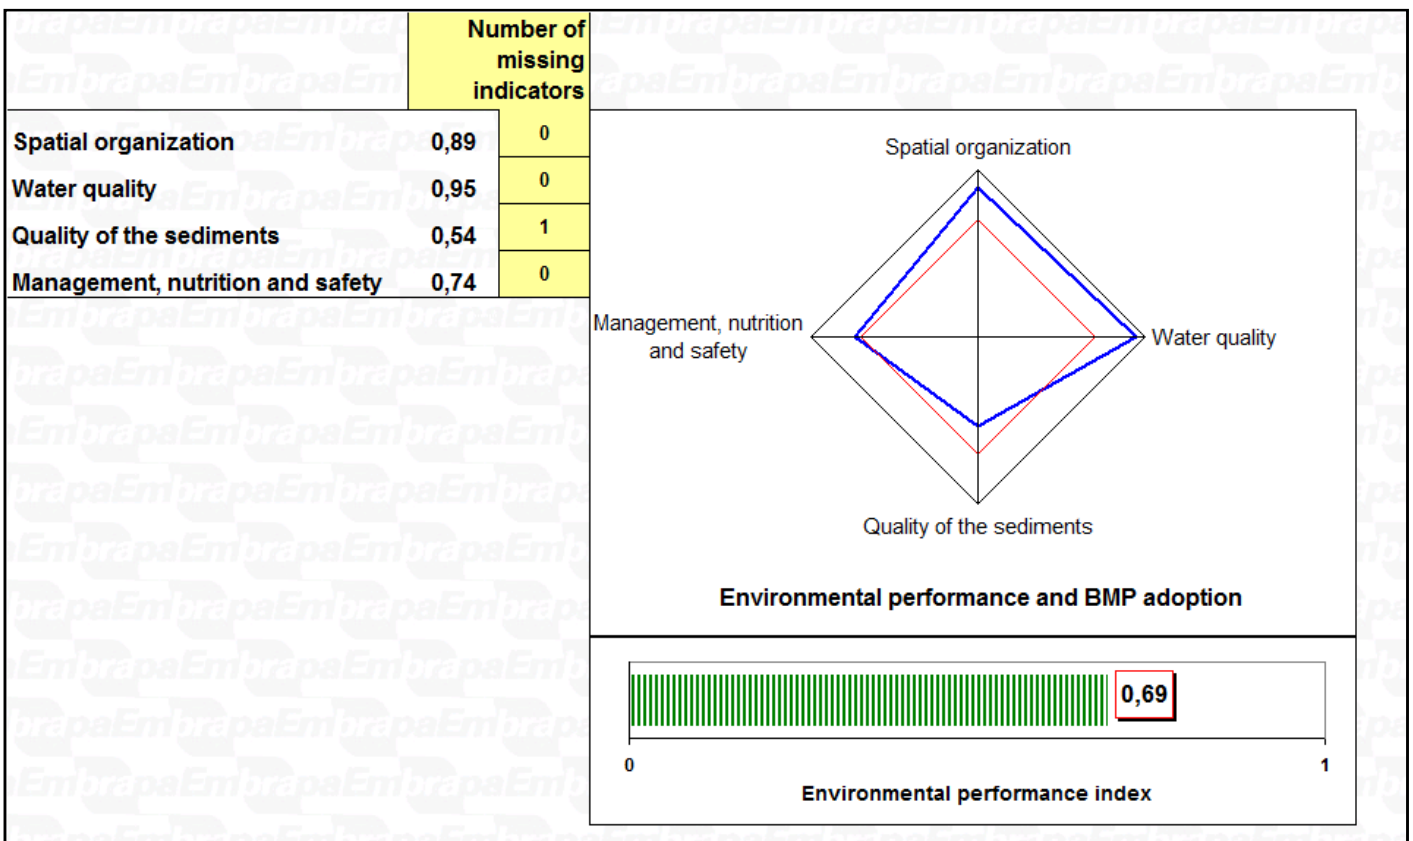 Number of
missing
indicators
Spatial organization 0,89 0
Water quality 0,95 0
Quality of the sediments 0,54 1
Management, nutrition and safety 0,74 0
Spatial organization
Management, nutrition
and safety
Water quality
Quality of the sediments
Environmental performance and BMP adoption
0,69
0 1
Environmental performance index